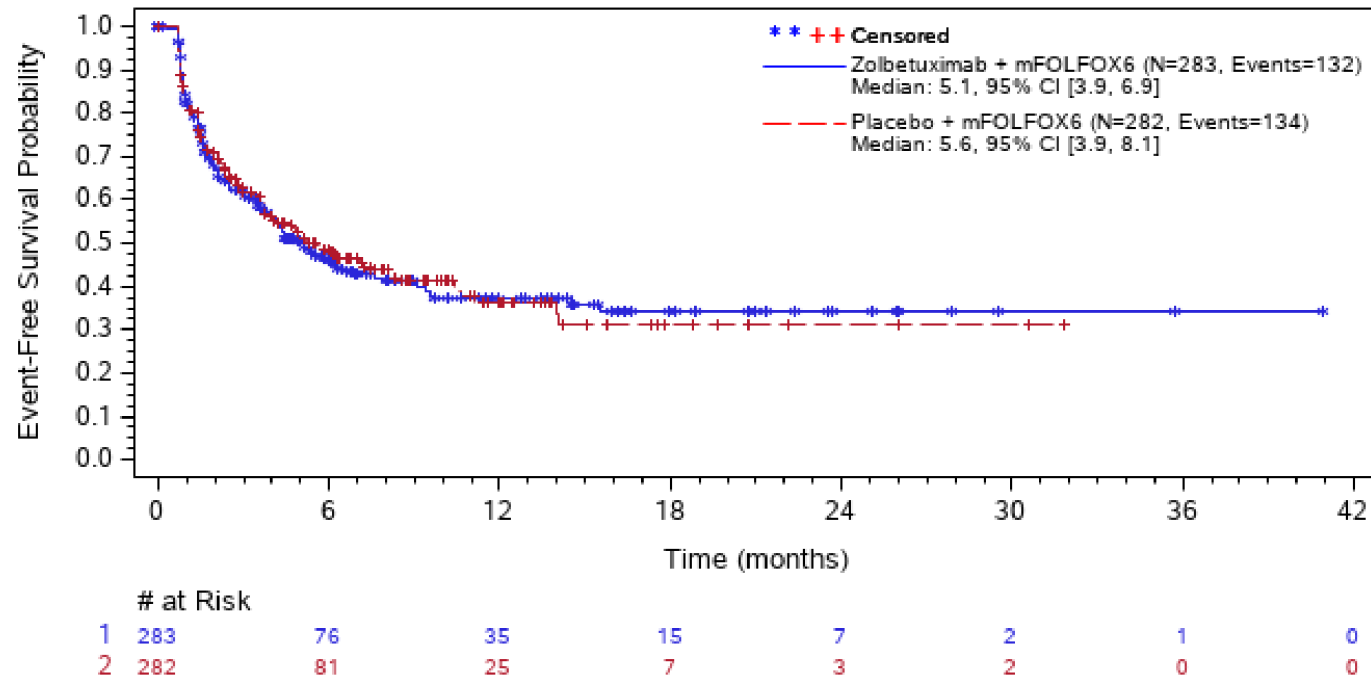 Event-Free Survival Probability
1.0
0.9
0.8
0.7
0.6
0.5
0.4
0.3
0.2
0.1
0.0
Censored
Zolbetuximab + mFOLFOX6 (N=283, Events=132)
Median: 5.1, 95% CI [3.9, 6.9]
Placebo + mFOLFOX6 (N=282, Events=134)
Median: 5.6, 95% CI [3.9, 8.1]
0 6 12 18 24 30 36 42
Time (months)
# at Risk
1 283 76 35 15 7 2 1 0
2 282 81 25 7 3 2 0 0